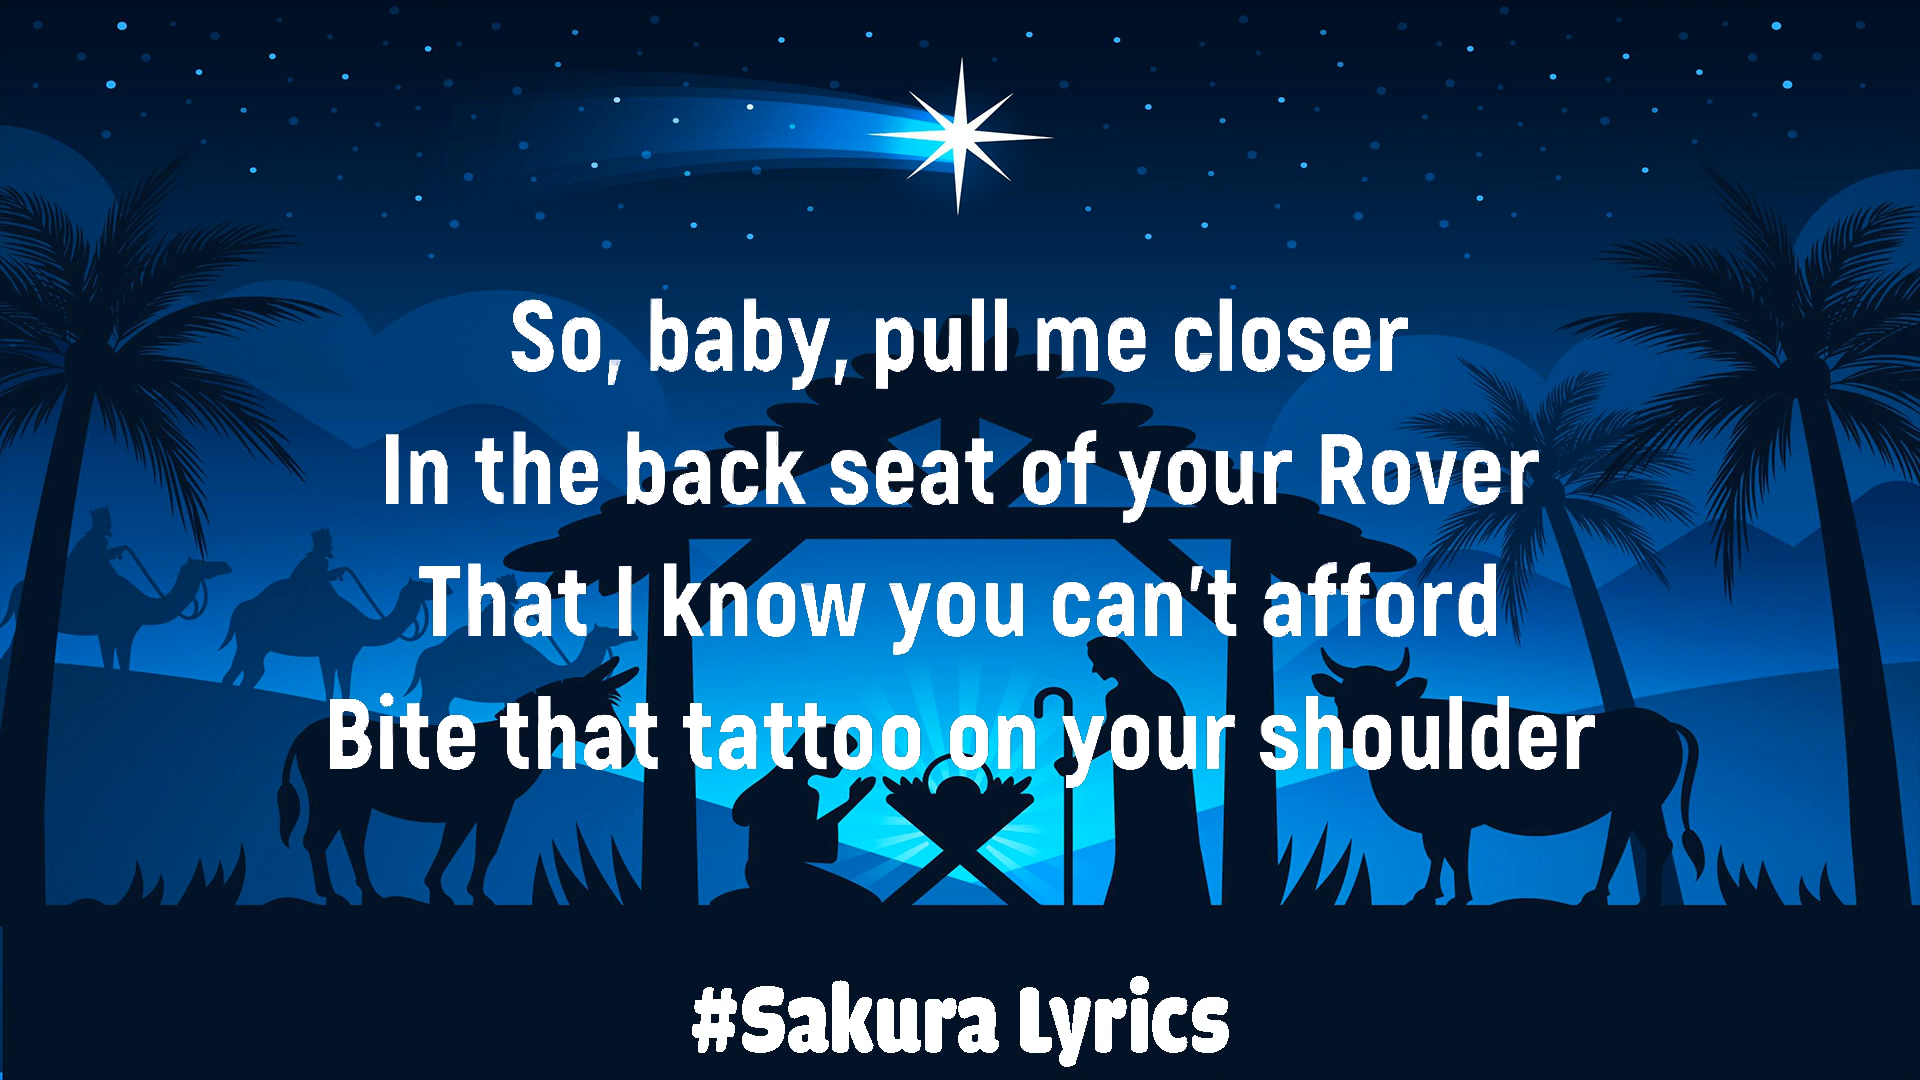 So, baby, pull me closer
In the back seat of your Rover
That I know you can't afford
Bite that tattoo on your shoulder
#Sakura Lyrics